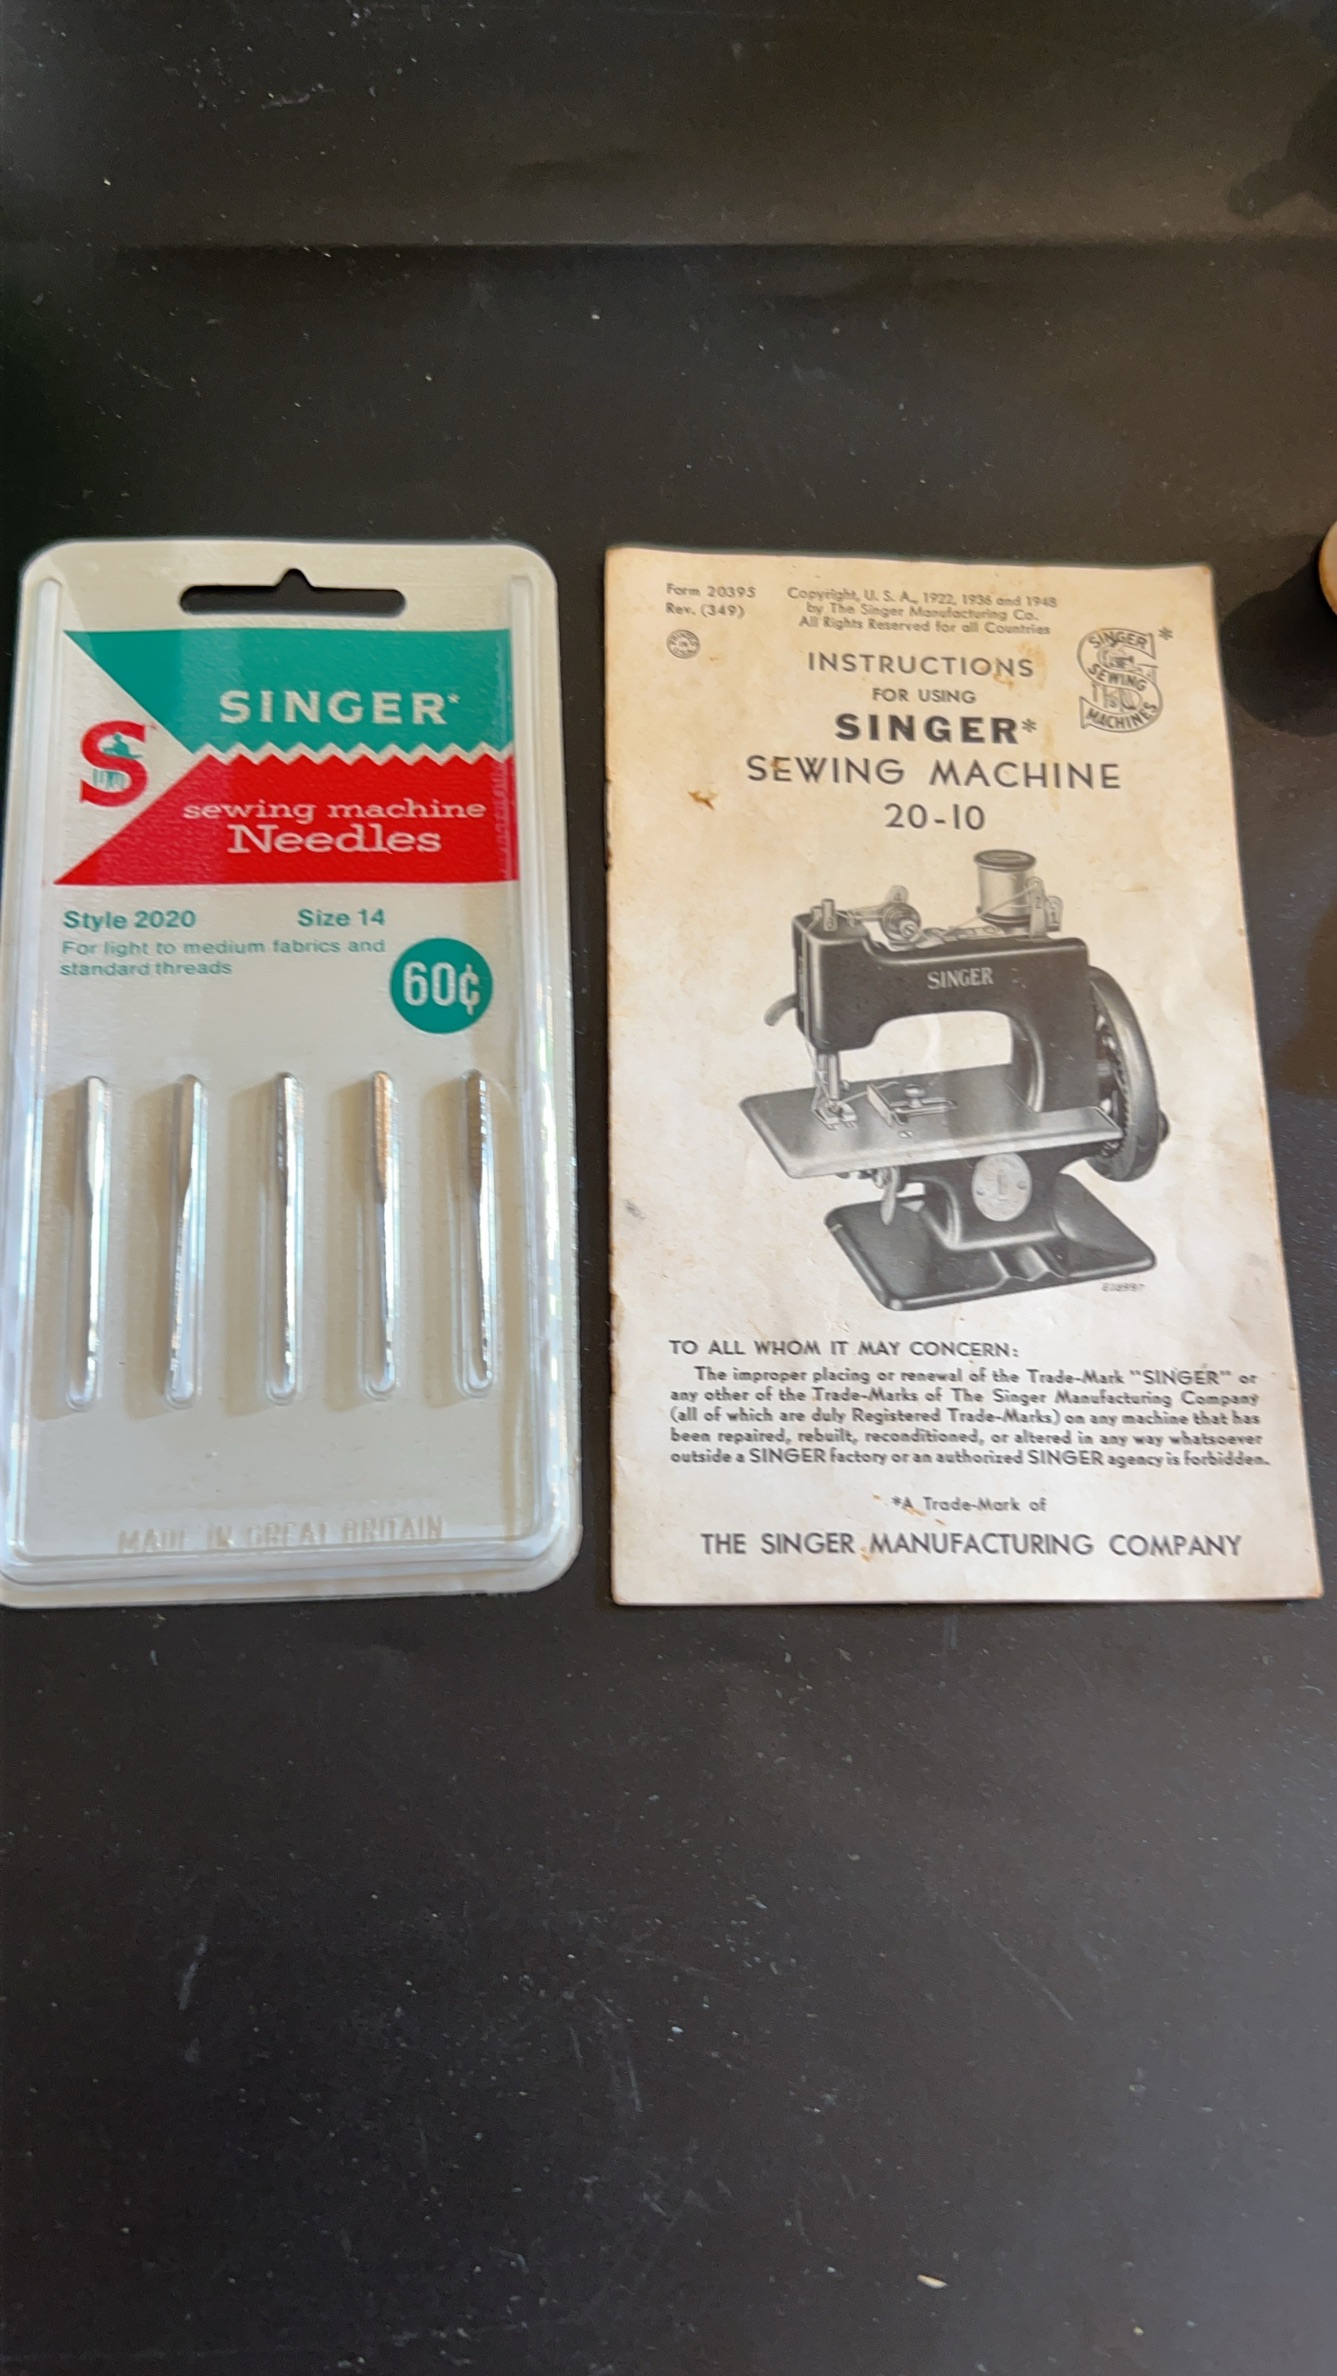 SINGER*
S
sewing machine
Needles
Style 2020 Size 14
For light to medium fabrics and
standard threads
60¢
MADE IN GREAT BRITAIN
Form 20395
Rev. (349)
Copyright, U. S. A., 1922, 1936 and 1948
by The Singer Manufacturing Co.
All Rights Reserved for all Countries
SINGER *
SEWING
MACHINES
INSTRUCTIONS
FOR USING
SINGER*
SEWING MACHINE
20-10
SINGER
TO ALL WHOM IT MAY CONCERN:
The improper placing or renewal of the Trade-Mark "SINGER" or
any other of the Trade-Marks of The Singer Manufacturing Company
(all of which are duly Registered Trade-Marks) on any machine that has
been repaired, rebuilt, reconditioned, or altered in any way whatsoever
outside a SINGER factory or an authorized SINGER agency is forbidden.
*A Trade-Mark of
THE SINGER MANUFACTURING COMPANY